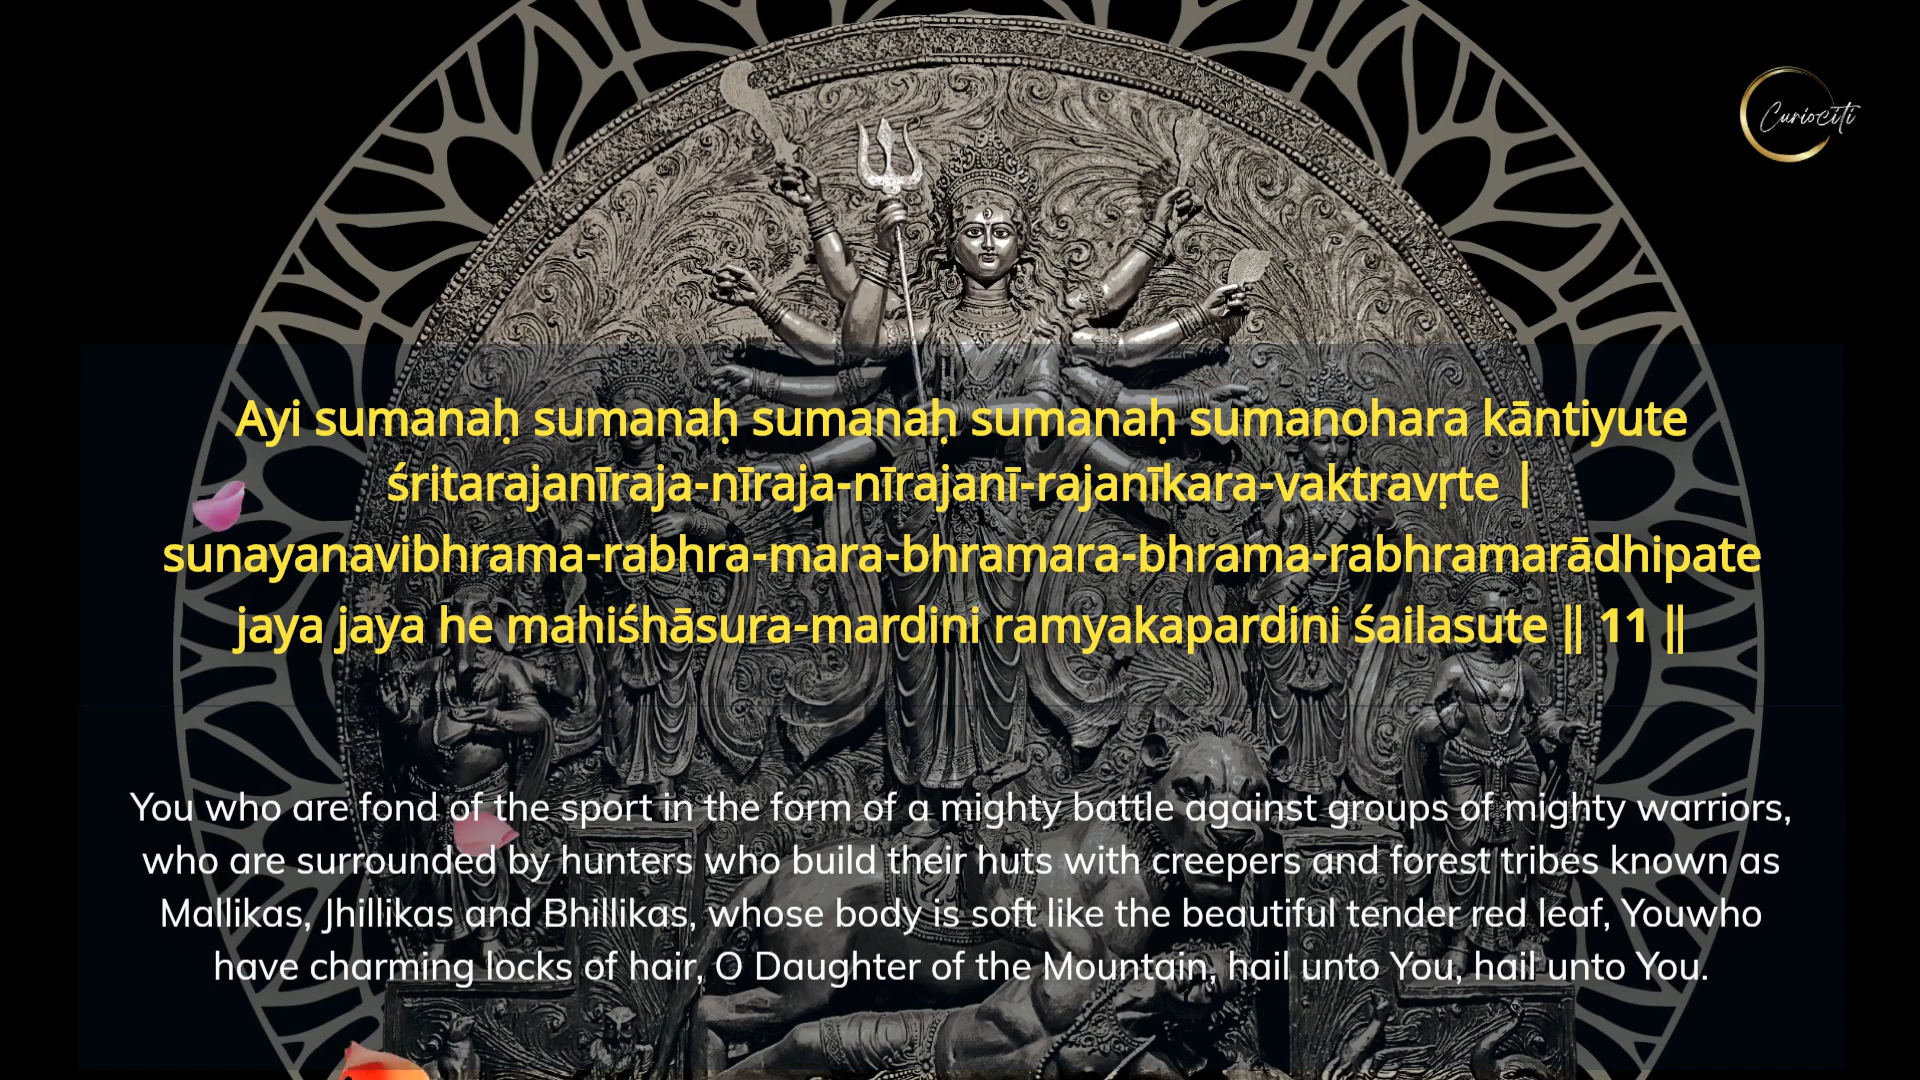 Curiociti
Ayi sumanaḥ sumanaḥ sumanaḥ sumanaḥ sumanohara kāntiyute
śritarajanīraja-nīraja-nīrajanī-rajanīkara-vaktravṛte |
sunayanavibhrama-rabhra-mara-bhramara-bhrama-rabhramarādhipate
jaya jaya he mahiśhāsura-mardini ramyakapardini śailasute || 11 ||
You who are fond of the sport in the form of a mighty battle against groups of mighty warriors,
who are surrounded by hunters who build their huts with creepers and forest tribes known as
Mallikas, Jhillikas and Bhillikas, whose body is soft like the beautiful tender red leaf, Youwho
have charming locks of hair, O Daughter of the Mountain, hail unto You, hail unto You.